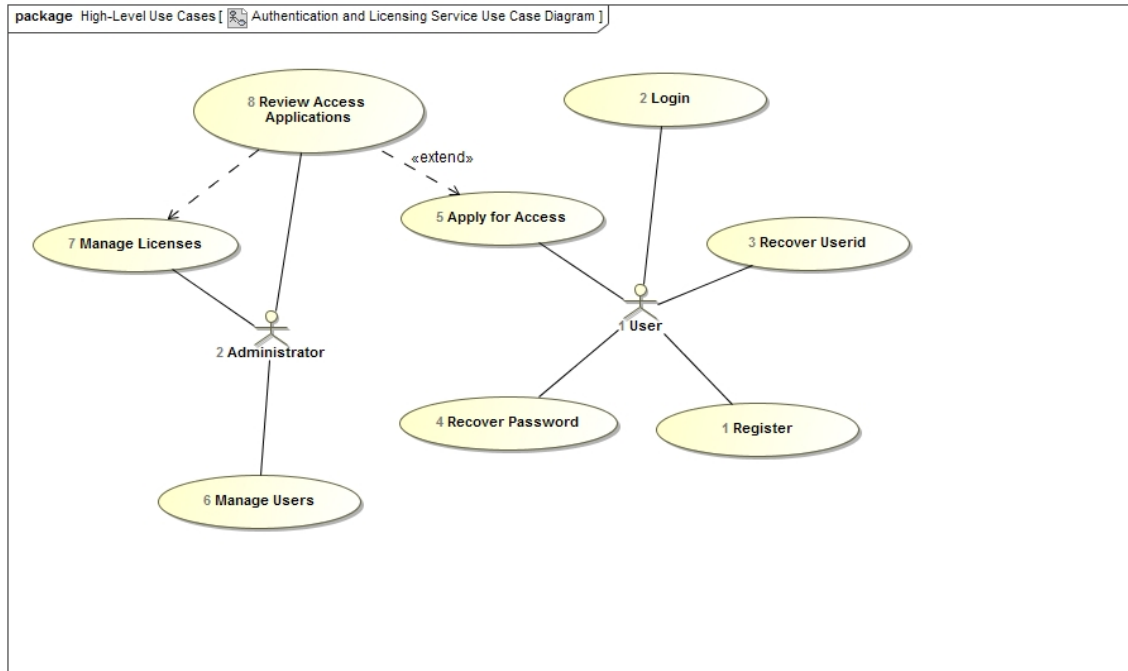 package High-Level Use Cases [ Authentication and Licensing Service Use Case Diagram ]
8 Review Access
Applications
2 Login
«extend»
5 Apply for Access
7 Manage Licenses
3 Recover Userid
1 User
2 Administrator
4 Recover Password
1 Register
6 Manage Users